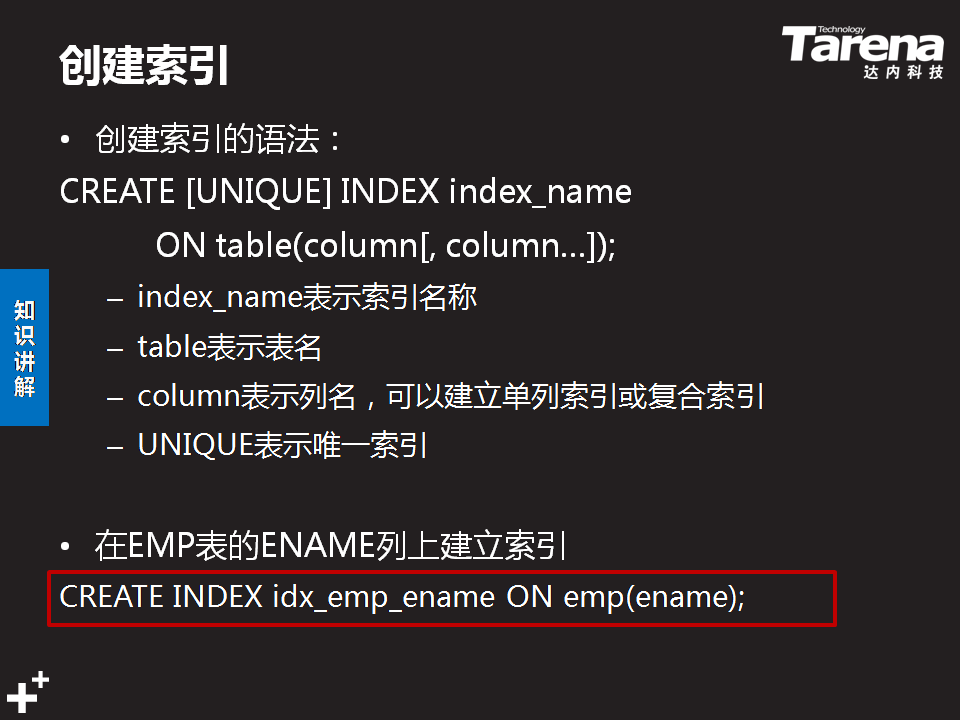 创建索引
Technology
Tarena
达内科技
• 创建索引的语法：
CREATE [UNIQUE] INDEX index_name
ON table(column[, column…]);
– index_name表示索引名称
– table表示表名
– column表示列名，可以建立单列索引或复合索引
– UNIQUE表示唯一索引
知识讲解
• 在EMP表的ENAME列上建立索引
CREATE INDEX idx_emp_ename ON emp(ename);